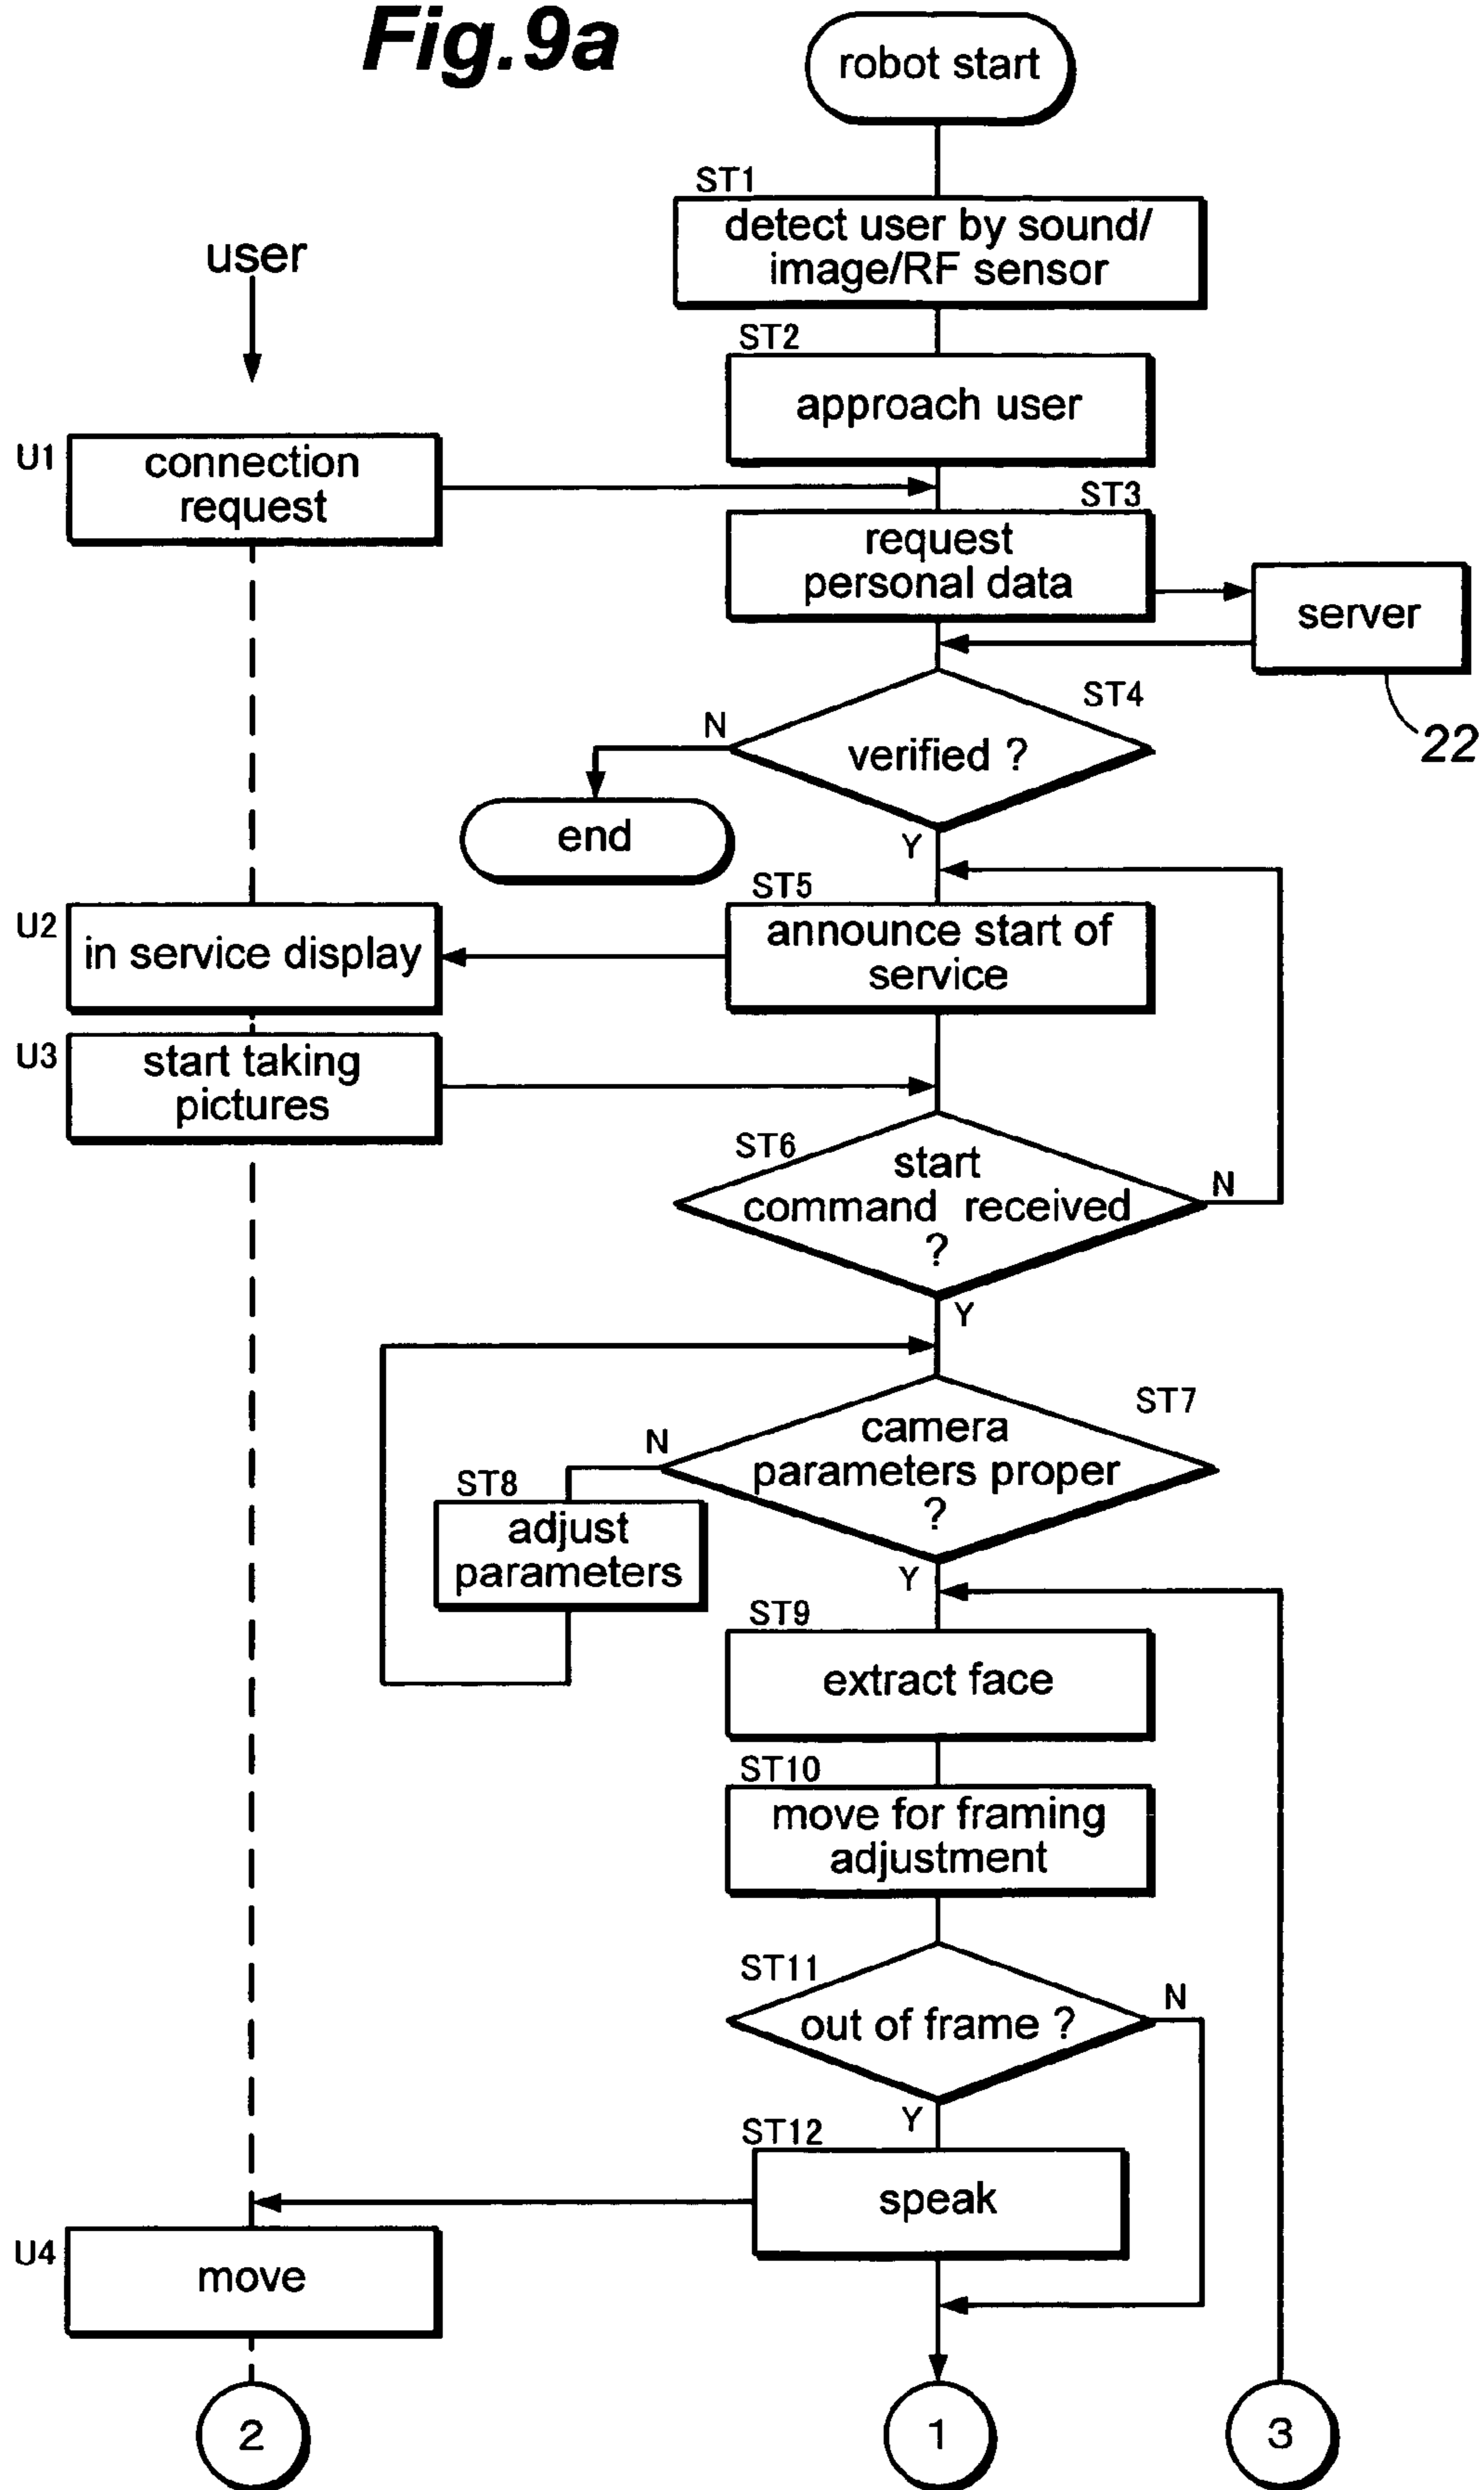 Fig.9a
robot start
ST1
detect user by sound/
image/RF sensor
user
ST2
approach user
U1
connection
request
ST3
request
personal data
server
22
ST4
verified ?
N
Y
end
ST5
announce start of
service
U2
in service display
U3
start taking
pictures
ST6
start
command received
?
N
Y
ST7
camera
parameters proper
?
N
Y
ST8
adjust
parameters
ST9
extract face
ST10
move for framing
adjustment
ST11
out of frame ?
N
Y
ST12
speak
U4
move
2
1
3